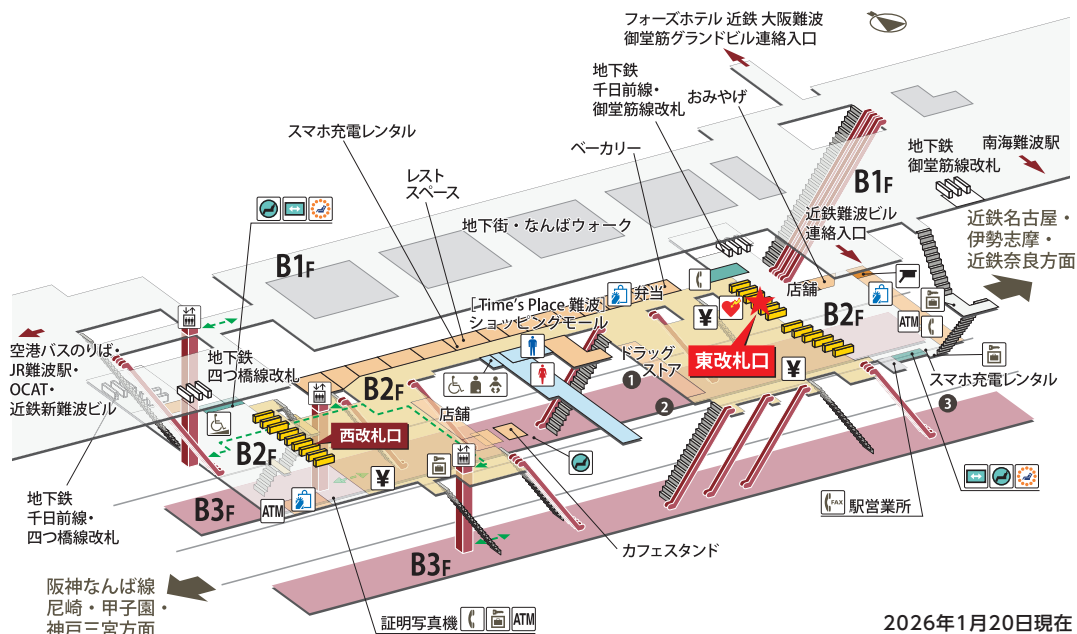 フォーズホテル 近鉄 大阪難波
御堂筋グランドビル連絡入口
地下鉄
千日前線・
御堂筋線改札
おみやげ
スマホ充電レンタル
ベーカリー
地下鉄
御堂筋線改札
南海難波駅
レスト
スペース
B1F
近鉄難波ビル
連絡入口
近鉄名古屋・
伊勢志摩・
近鉄奈良方面
地下街・なんばウォーク
B1F
弁当
店舗
[Time's Place 難波]
ショッピングモール
¥
B2F
ATM
空港バスのりば・
JR難波駅・
OCAT・
近鉄新難波ビル
地下鉄
四つ橋線改札
東改札口
ドラッグ
ストア
¥
スマホ充電レンタル
1
2
3
B2F
店舗
西改札口
B2F
¥
地下鉄
千日前線・
四つ橋線改札
B3F
ATM
FAX
駅営業所
カフェスタンド
B3F
阪神なんば線
尼崎・甲子園・
神戸三宮方面
証明写真機
ATM
2026年1月20日現在